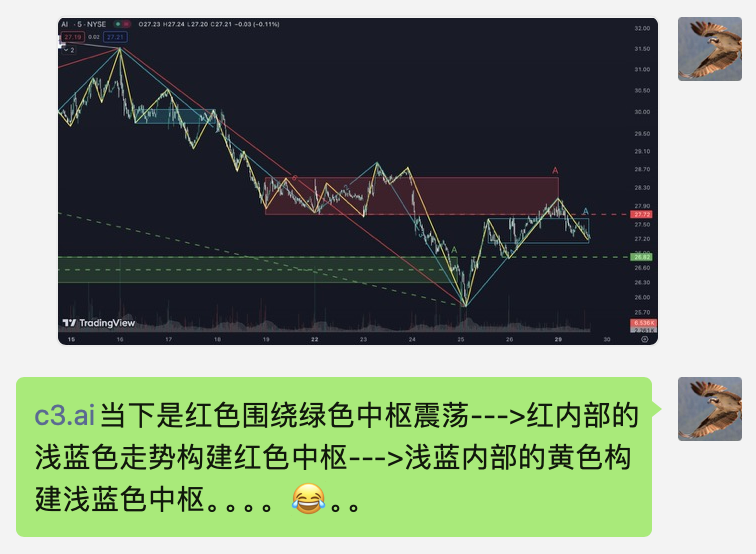 AI · 5 · NYSE O27.23 H27.24 L27.20 C27.21 −0.03 (−0.11%)
27.19 0.02 27.21
2
32.00
31.50
31.00
30.50
30.00
29.50
29.10
28.70
28.30
27.90
27.72
27.50
27.20
26.82
26.60
26.30
26.00
25.70
6.536K
A
A
A
TradingView
15 16 17 18 19 22 23 24 25 26 29 30
c3.ai当下是红色围绕绿色中枢震荡--->红内部的
浅蓝色走势构建红色中枢--->浅蓝内部的黄色构
建浅蓝色中枢。。。。😂。。